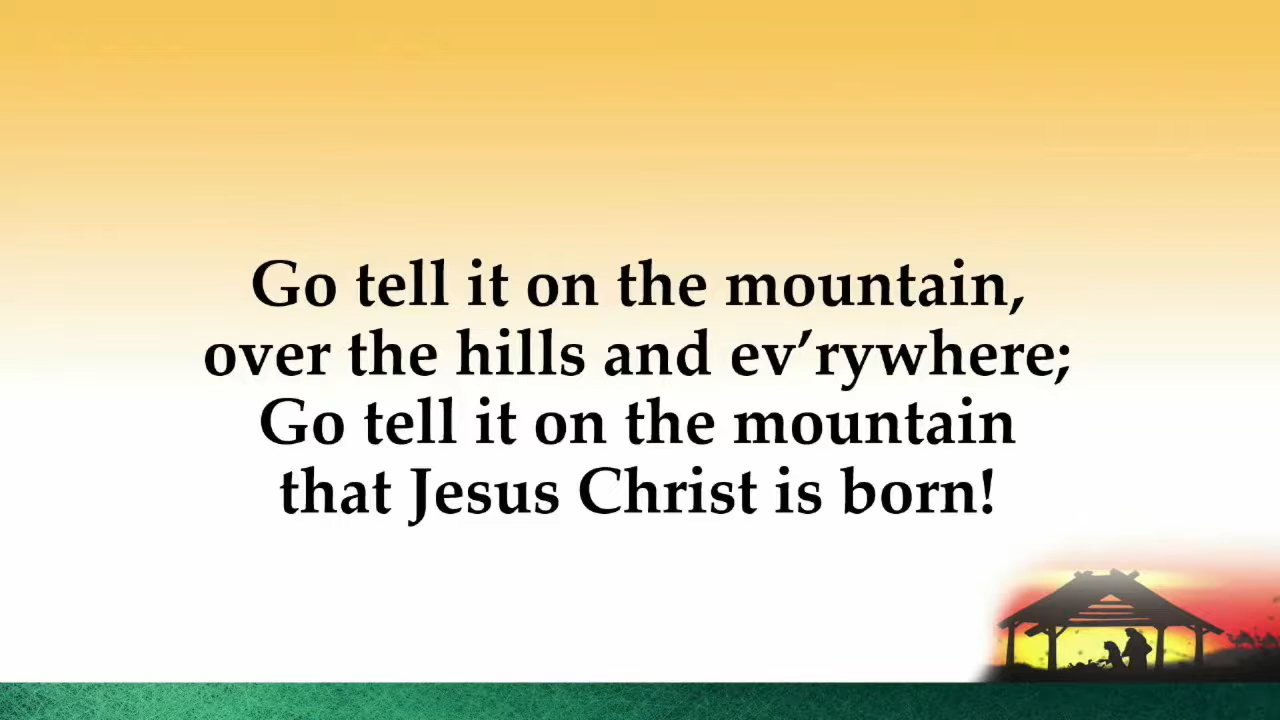 Go tell it on the mountain,
over the hills and ev’rywhere;
Go tell it on the mountain
that Jesus Christ is born!